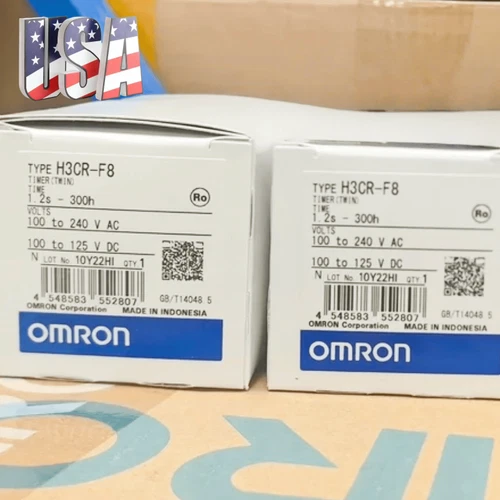 USA
TYPE H3CR-F8
TIMER(TWIN)
TIME
1.2s - 300h
Ro
VOLTS
100 to 240 V AC
100 to 125 V DC
N LOT No. 10Y22HI QTY.1
4 548583 552807
GB/T14048 5
OMRON Corporation MADE IN INDONESIA
OMRON
TYPE H3CR-F8
TIMER(TWIN)
TIME
1.2s - 300h
Ro
VOLTS
100 to 240 V AC
100 to 125 V DC
N LOT No. 10Y22HI QTY.1
4 548583 552807
GB/T14048 5
OMRON Corporation MADE IN INDONESIA
OMRON